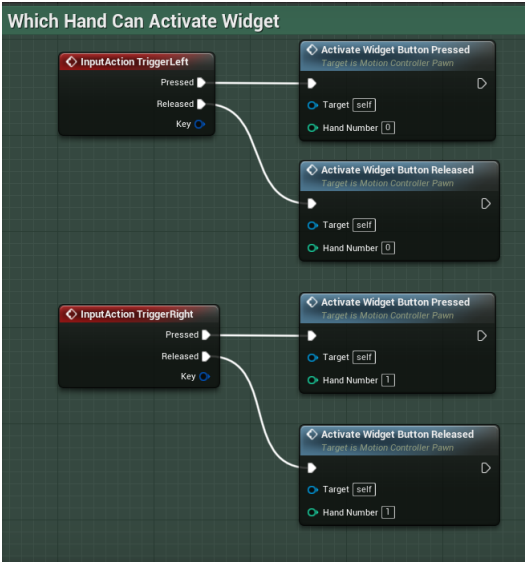 Which Hand Can Activate Widget
InputAction TriggerLeft
Pressed
Released
Key
Activate Widget Button Pressed
Target is Motion Controller Pawn
Target self
Hand Number 0
Activate Widget Button Released
Target is Motion Controller Pawn
Target self
Hand Number 0
InputAction TriggerRight
Pressed
Released
Key
Activate Widget Button Pressed
Target is Motion Controller Pawn
Target self
Hand Number 1
Activate Widget Button Released
Target is Motion Controller Pawn
Target self
Hand Number 1